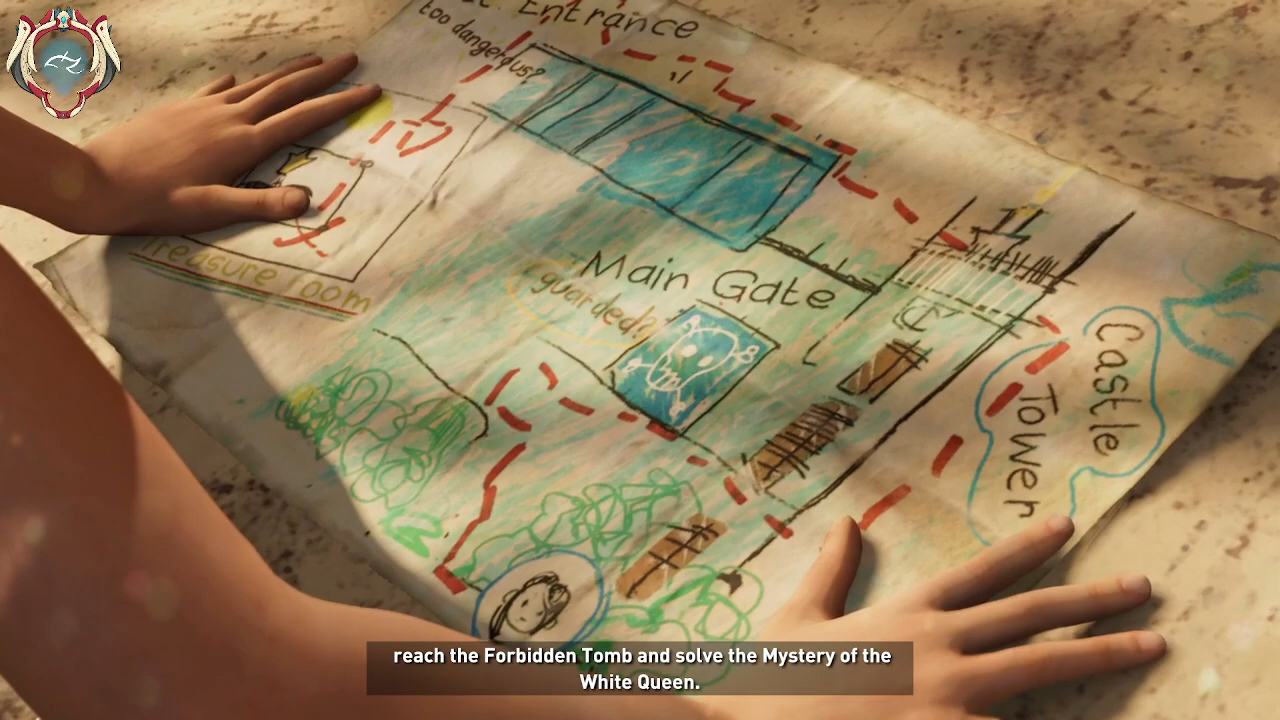 Entrance
too dangerous?
Treasure room
Main Gate
guarded?
Castle
Tower
reach the Forbidden Tomb and solve the Mystery of the
White Queen.